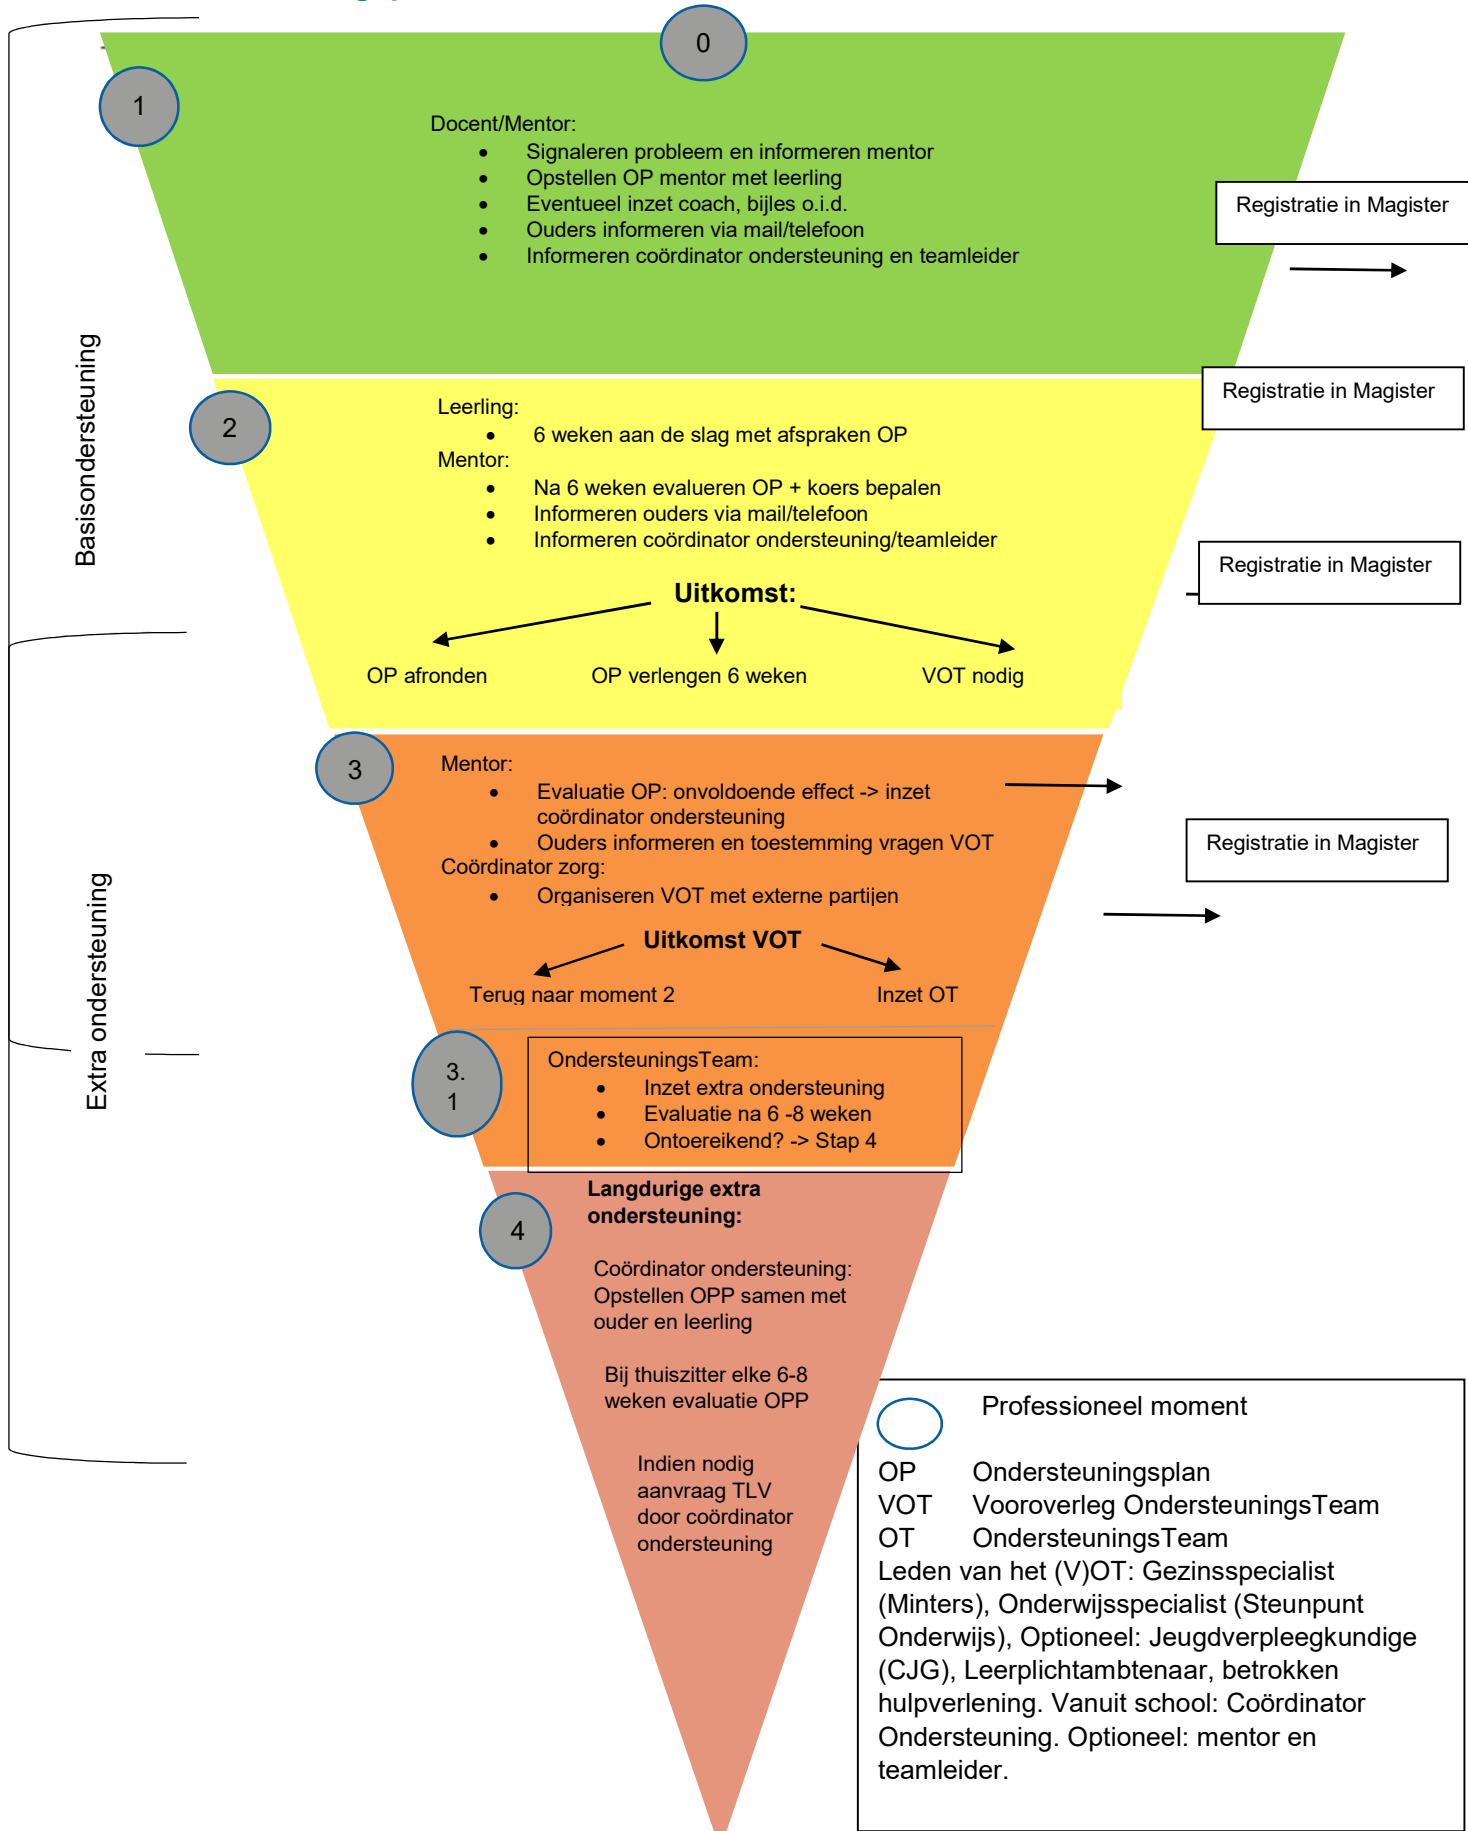 0
1
Docent/Mentor:
• Signaleren probleem en informeren mentor
• Opstellen OP mentor met leerling
• Eventueel inzet coach, bijles o.i.d.
• Ouders informeren via mail/telefoon
• Informeren coördinator ondersteuning en teamleider
Registratie in Magister
Basisondersteuning
2
Leerling:
• 6 weken aan de slag met afspraken OP
Mentor:
• Na 6 weken evalueren OP + koers bepalen
• Informeren ouders via mail/telefoon
• Informeren coördinator ondersteuning/teamleider
Registratie in Magister
Registratie in Magister
Uitkomst:
OP afronden
OP verlengen 6 weken
VOT nodig
3
Mentor:
• Evaluatie OP: onvoldoende effect -> inzet
coördinator ondersteuning
• Ouders informeren en toestemming vragen VOT
Coördinator zorg:
• Organiseren VOT met externe partijen
Registratie in Magister
Extra ondersteuning
Uitkomst VOT
Terug naar moment 2
Inzet OT
3.
1
OndersteuningsTeam:
• Inzet extra ondersteuning
• Evaluatie na 6 -8 weken
• Ontoereikend? -> Stap 4
4
Langdurige extra
ondersteuning:
Coördinator ondersteuning:
Opstellen OPP samen met
ouder en leerling
Bij thuiszitter elke 6-8
weken evaluatie OPP
Indien nodig
aanvraag TLV
door coördinator
ondersteuning
Professioneel moment
OP Ondersteuningsplan
VOT Vooroverleg OndersteuningsTeam
OT OndersteuningsTeam
Leden van het (V)OT: Gezinsspecialist
(Minters), Onderwijsspecialist (Steunpunt
Onderwijs), Optioneel: Jeugdverpleegkundige
(CJG), Leerplichtambtenaar, betrokken
hulpverlening. Vanuit school: Coördinator
Ondersteuning. Optioneel: mentor en
teamleider.